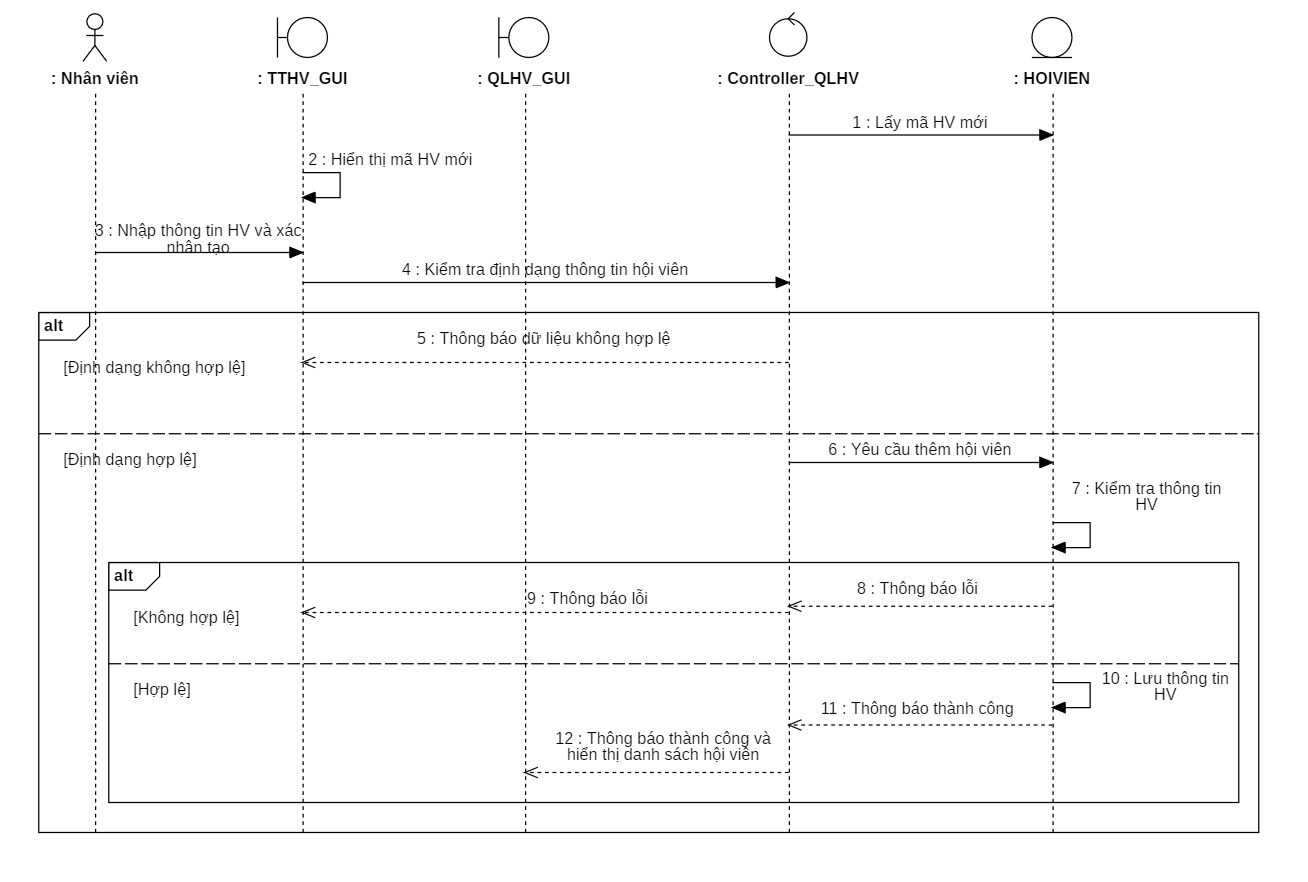 : Nhân viên
: TTHV_GUI
: QLHV_GUI
: Controller_QLHV
: HOIVIEN
1 : Lấy mã HV mới
2 : Hiển thị mã HV mới
3 : Nhập thông tin HV và xác
nhận tạo
4 : Kiểm tra định dạng thông tin hội viên
alt
5 : Thông báo dữ liệu không hợp lệ
[Định dạng không hợp lệ]
[Định dạng hợp lệ]
6 : Yêu cầu thêm hội viên
7 : Kiểm tra thông tin
HV
alt
8 : Thông báo lỗi
9 : Thông báo lỗi
[Không hợp lệ]
[Hợp lệ]
10 : Lưu thông tin
HV
11 : Thông báo thành công
12 : Thông báo thành công và
hiển thị danh sách hội viên